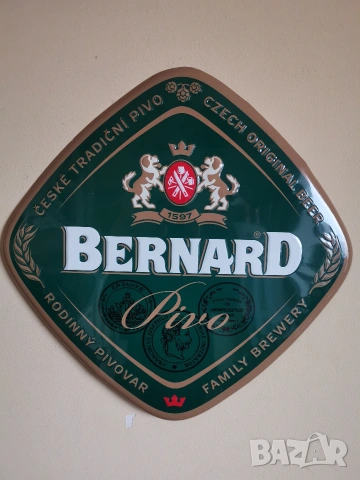 ČESKÉ TRADIČNÍ PIVO
CZECH ORIGINAL BEER
1597
BERNARD®
Pivo
RODINNÝ PIVOVAR
FAMILY BREWERY
BAZAR